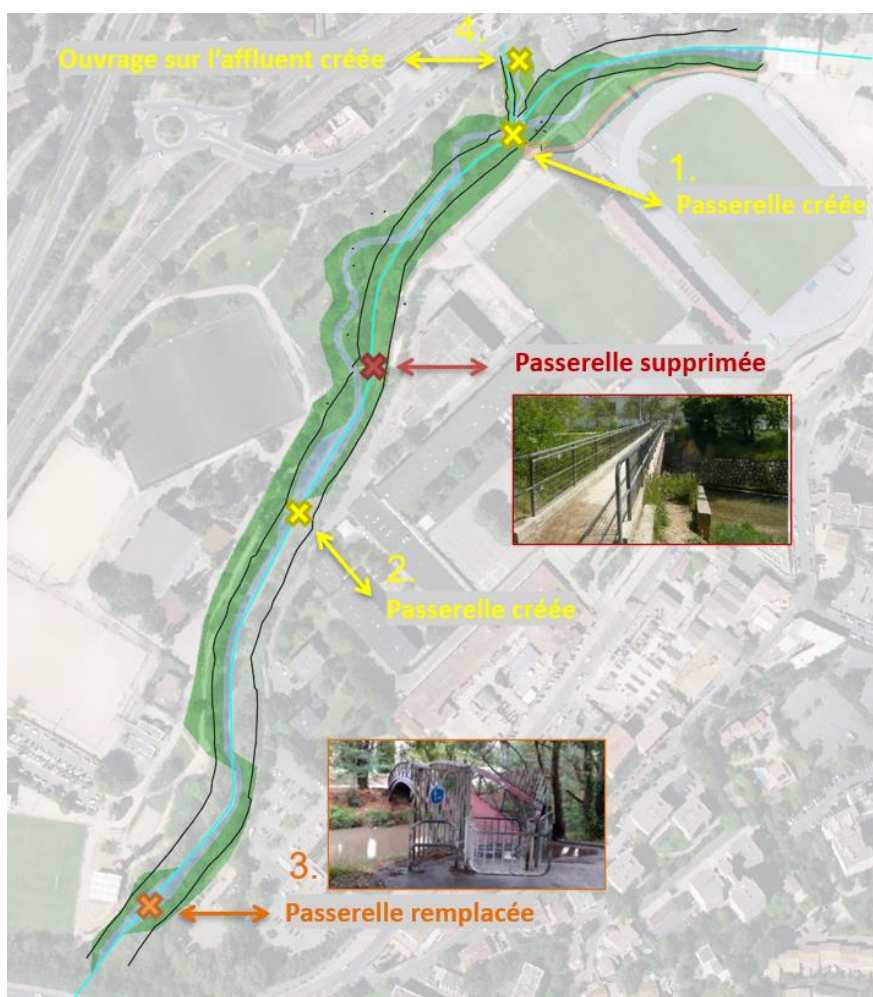 4.
Ouvrage sur l'affluent créée
1.
Passerelle créée
Passerelle supprimée
2.
Passerelle créée
3.
Passerelle remplacée